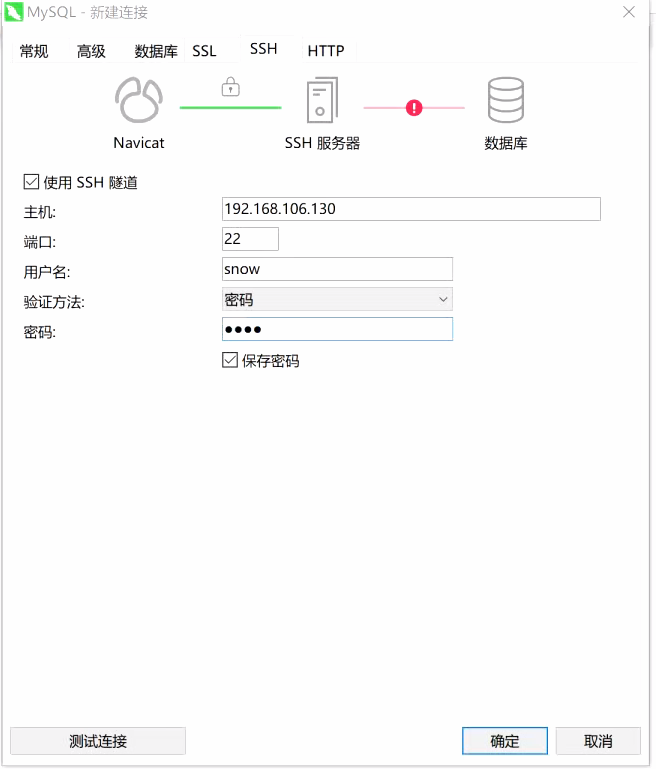 MySQL - 新建连接
常规 高级 数据库 SSL SSH HTTP
Navicat SSH 服务器 数据库
使用 SSH 隧道
主机: 192.168.106.130
端口: 22
用户名: snow
验证方法: 密码
密码: ●●●●
保存密码
测试连接 确定 取消